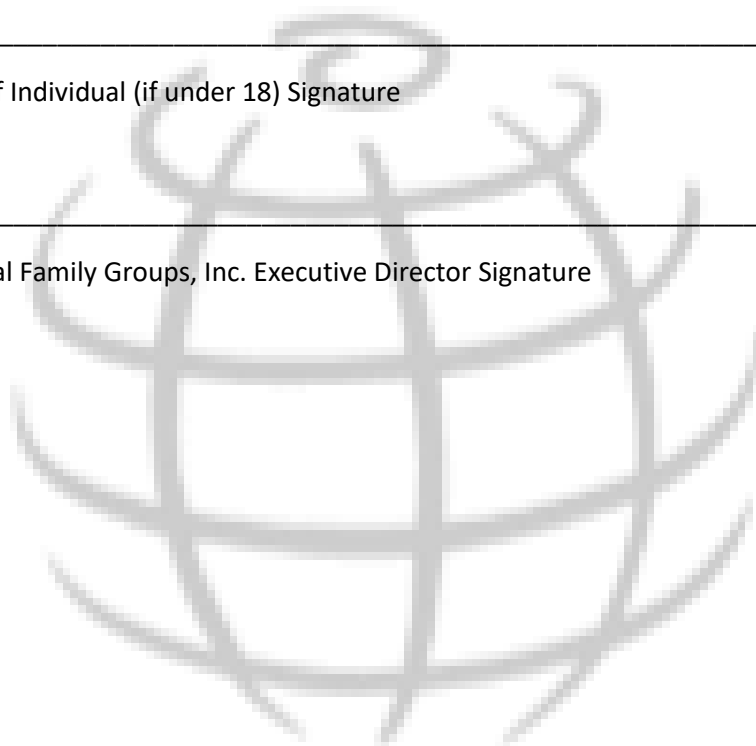 f Individual (if under 18) Signature
al Family Groups, Inc. Executive Director Signature